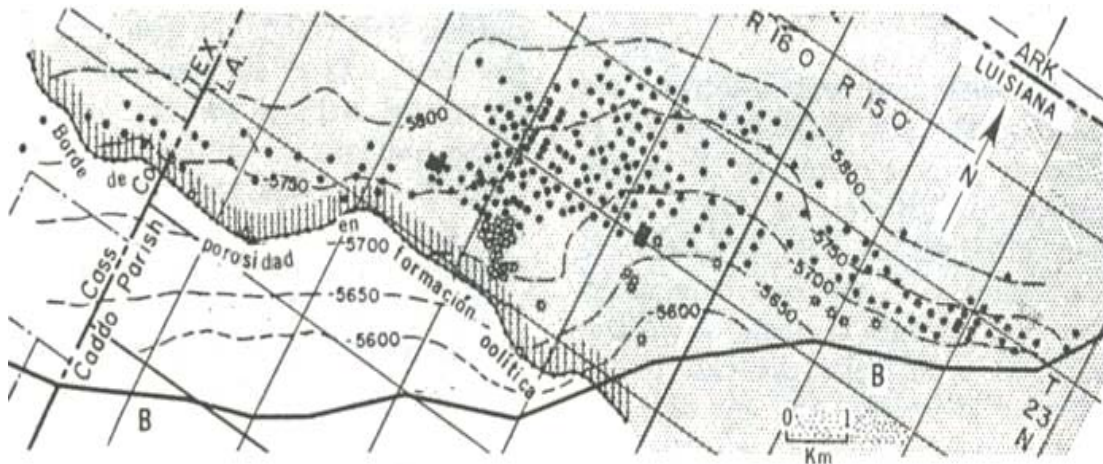 TEX.
LA.
Cass Co.
Caddo Parish
Borde de porosidad en formación oolítica
-5800
-5750
-5700
-5650
-5600
R 16 O
R 15 O
ARK
LUISIANA
N
5800
5750
-5700
-5650
-5600
B
B
T 23 N
0 1
Km